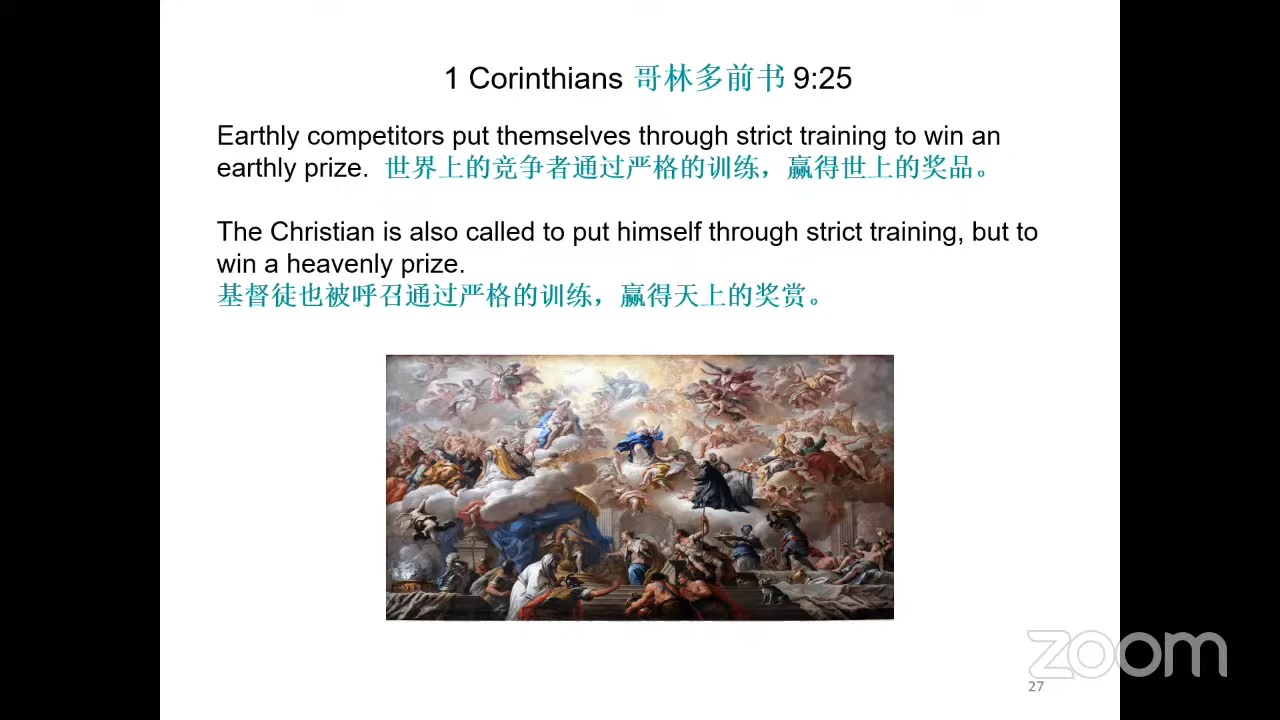 1 Corinthians 哥林多前书 9:25
Earthly competitors put themselves through strict training to win an
earthly prize. 世界上的竞争者通过严格的训练，赢得世上的奖品。
The Christian is also called to put himself through strict training, but to
win a heavenly prize.
基督徒也被呼召通过严格的训练，赢得天上的奖赏。
zoom
27